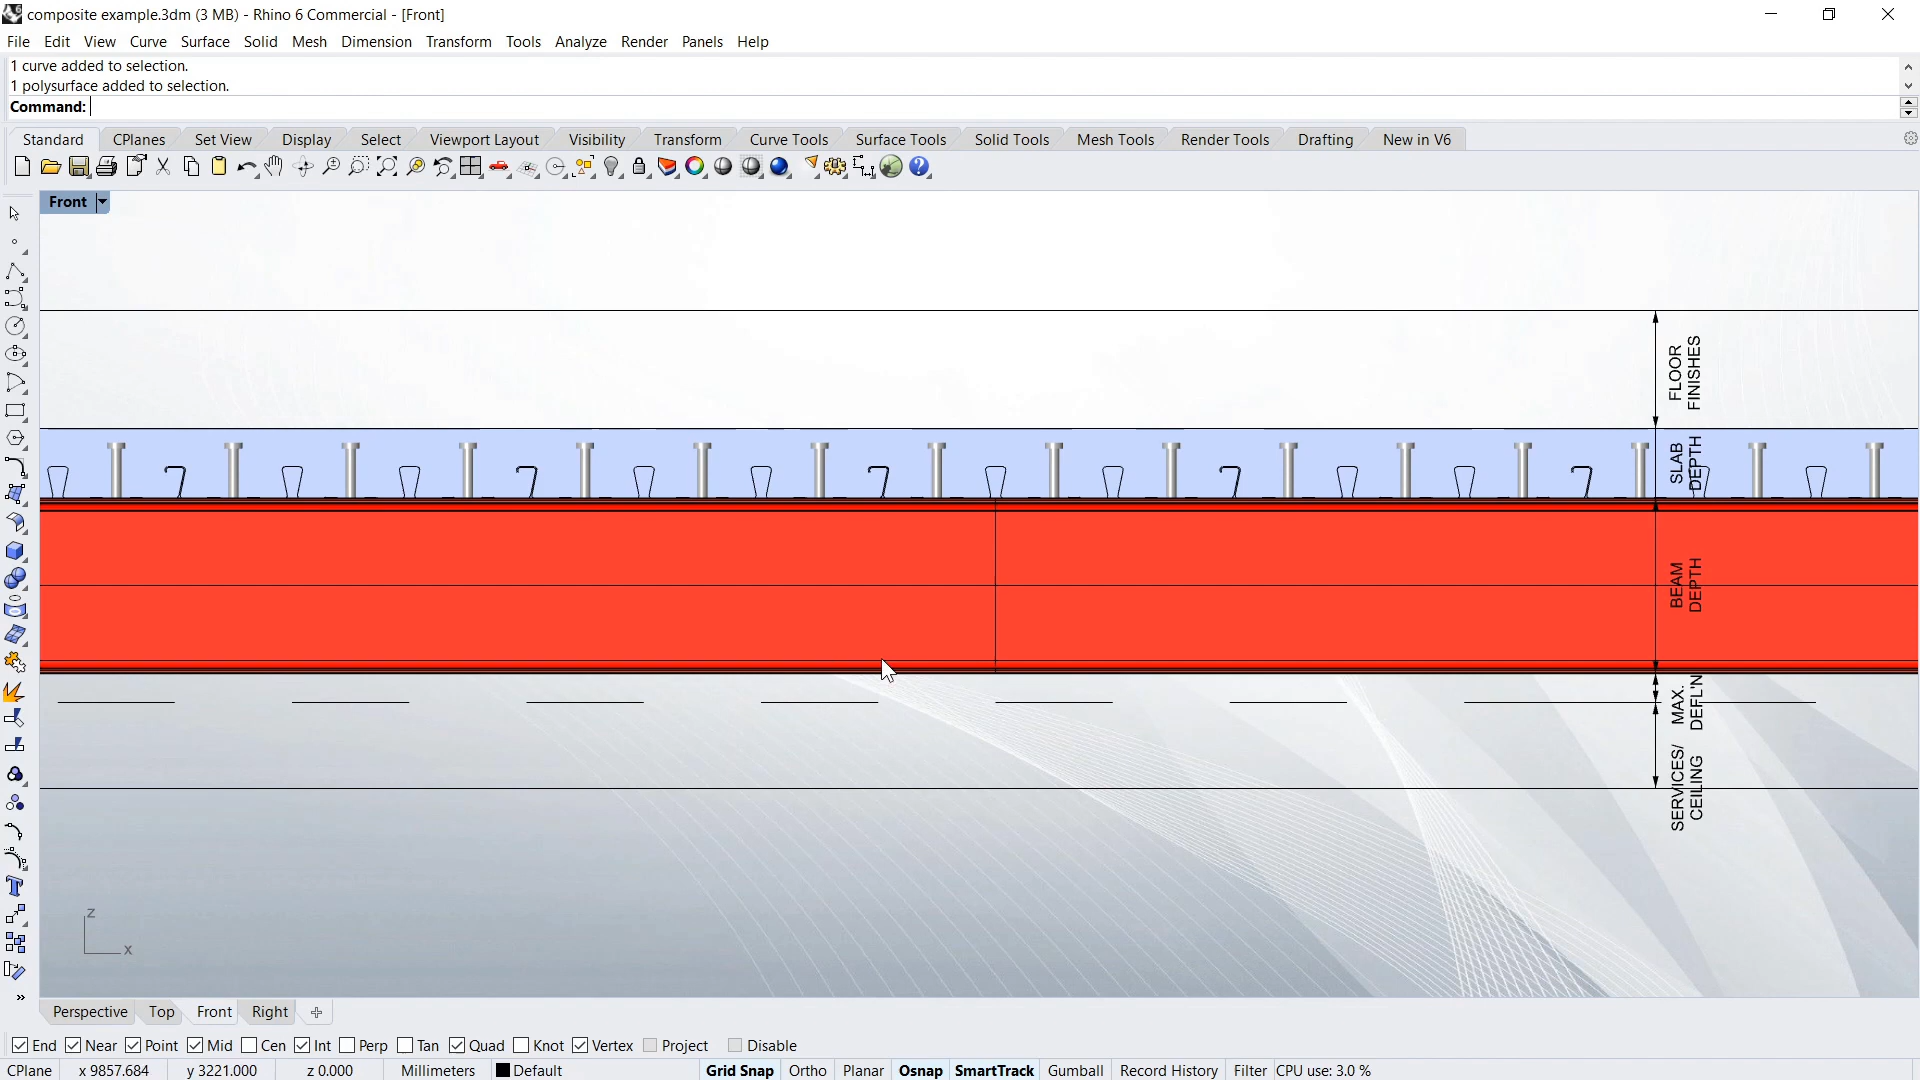 composite example.3dm (3 MB) - Rhino 6 Commercial - [Front]
File Edit View Curve Surface Solid Mesh Dimension Transform Tools Analyze Render Panels Help
1 curve added to selection.
1 polysurface added to selection.
Command:
Standard CPlanes Set View Display Select Viewport Layout Visibility Transform Curve Tools Surface Tools Solid Tools Mesh Tools Render Tools Drafting New in V6
Front
FLOOR
FINISHES
SLAB
DEPTH
BEAM
DEPTH
MAX.
DEFL'N
SERVICES/
CEILING
z
x
Perspective Top Front Right
End Near Point Mid Cen Int Perp Tan Quad Knot Vertex Project Disable
CPlane x 9857.684 y 3221.000 z 0.000 Millimeters Default Grid Snap Ortho Planar Osnap SmartTrack Gumball Record History Filter CPU use: 3.0 %